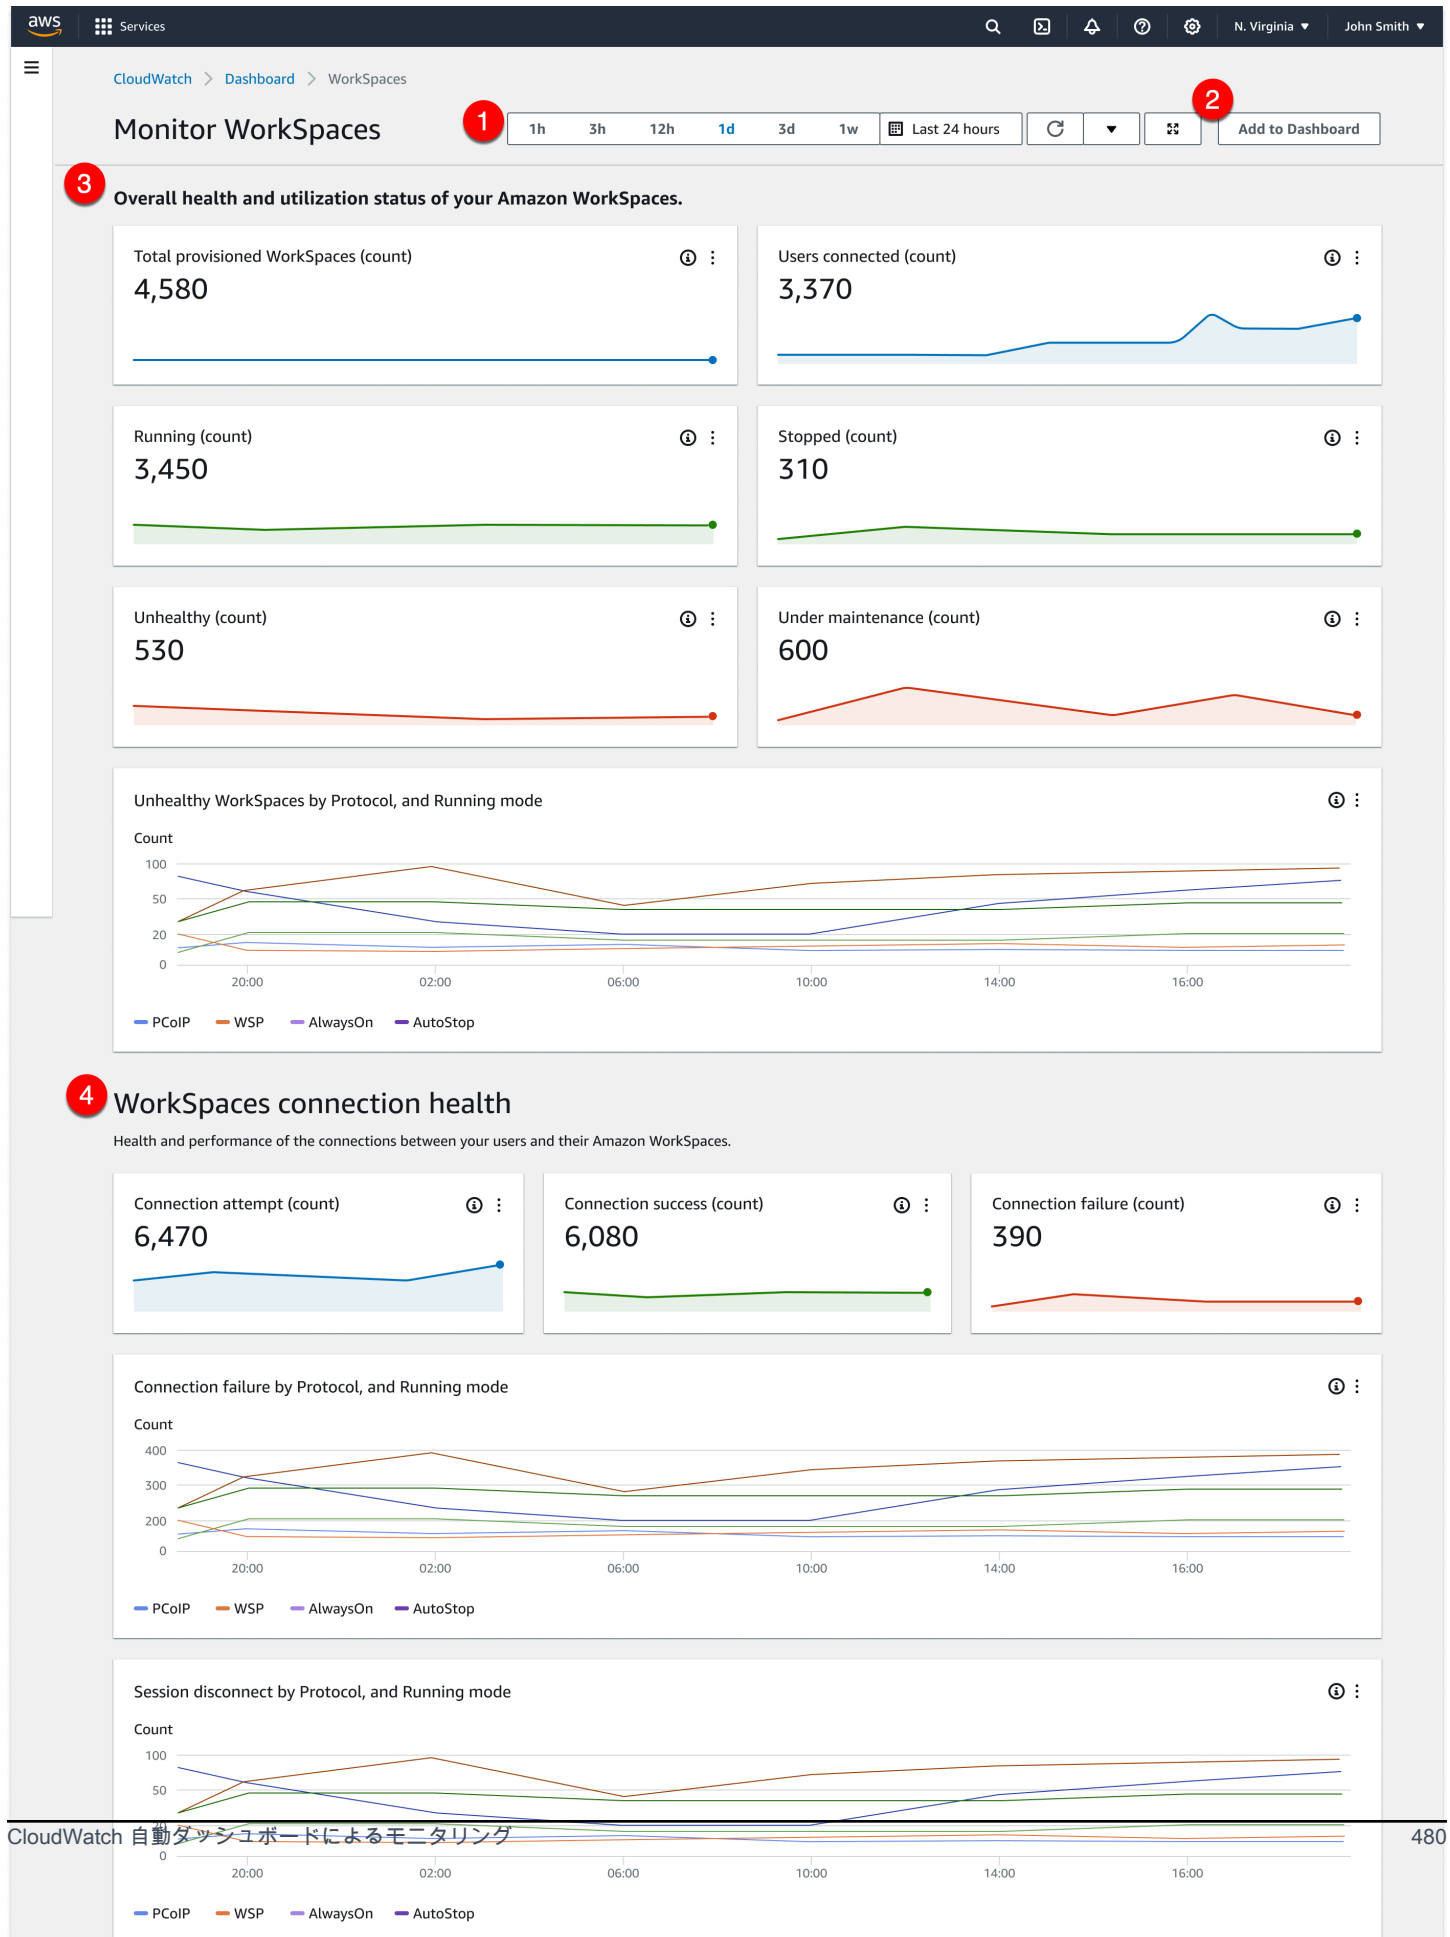 aws Services N. Virginia John Smith
CloudWatch Dashboard WorkSpaces
Monitor WorkSpaces
1
1h 3h 12h 1d 3d 1w Last 24 hours
2
Add to Dashboard
3
Overall health and utilization status of your Amazon WorkSpaces.
Total provisioned WorkSpaces (count)
4,580
Users connected (count)
3,370
Running (count)
3,450
Stopped (count)
310
Unhealthy (count)
530
Under maintenance (count)
600
Unhealthy WorkSpaces by Protocol, and Running mode
Count
100
50
20
0
20:00 02:00 06:00 10:00 14:00 16:00
PCoIP WSP AlwaysOn AutoStop
4
WorkSpaces connection health
Health and performance of the connections between your users and their Amazon WorkSpaces.
Connection attempt (count)
6,470
Connection success (count)
6,080
Connection failure (count)
390
Connection failure by Protocol, and Running mode
Count
400
300
200
0
20:00 02:00 06:00 10:00 14:00 16:00
PCoIP WSP AlwaysOn AutoStop
Session disconnect by Protocol, and Running mode
Count
100
50
20
CloudWatch 自動ダッシュボードによるモニタリング 480
0
20:00 02:00 06:00 10:00 14:00 16:00
PCoIP WSP AlwaysOn AutoStop